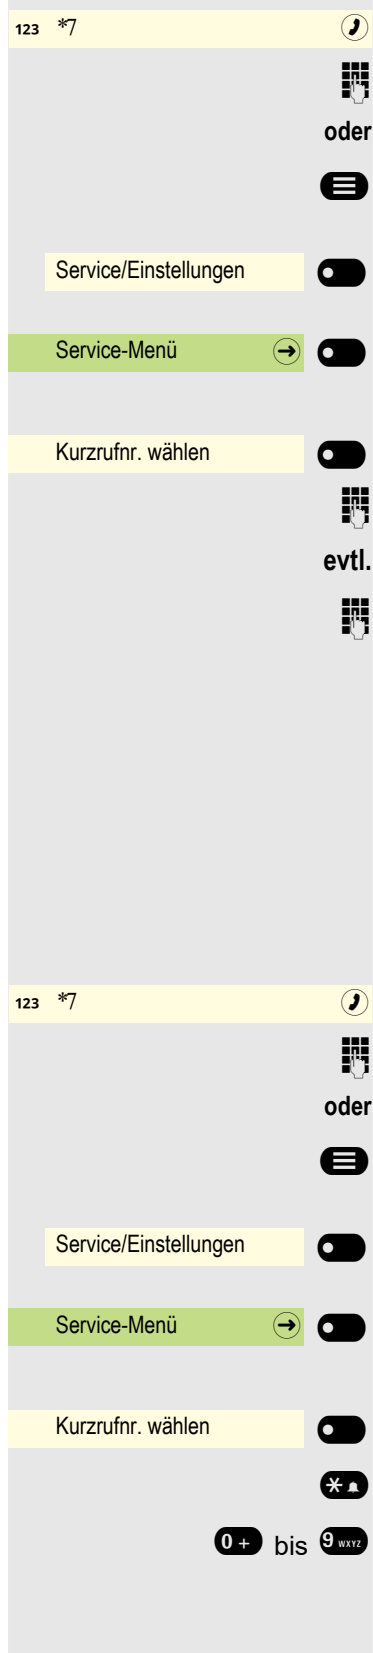 123 *7
oder
Service/Einstellungen
Service-Menü
Kurzrufnr. wählen
evtl.
123 *7
oder
Service/Einstellungen
Service-Menü
Kurzrufnr. wählen
0 + bis 9 WXYZ